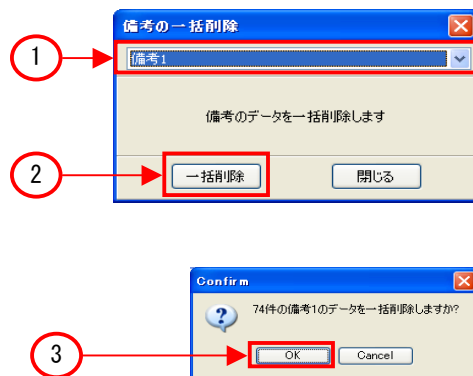 備考の一括削除
1
備考1
備考のデータを一括削除します
2
一括削除 閉じる
Confirm
74件の備考1のデータを一括削除しますか?
3
OK Cancel